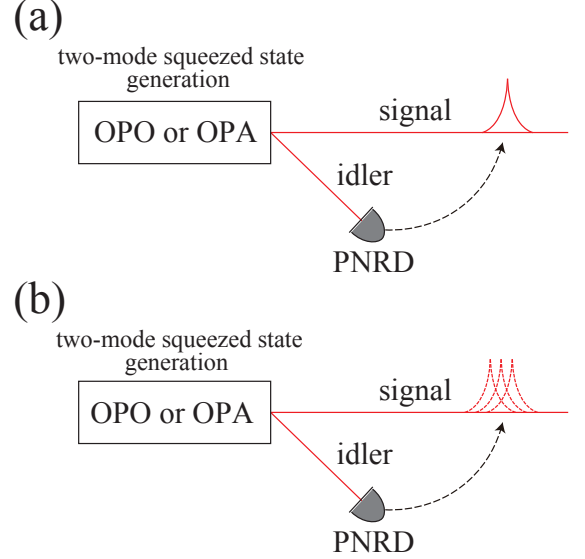 (a)
two-mode squeezed state
generation
OPO or OPA
signal
idler
PNRD
(b)
two-mode squeezed state
generation
OPO or OPA
signal
idler
PNRD